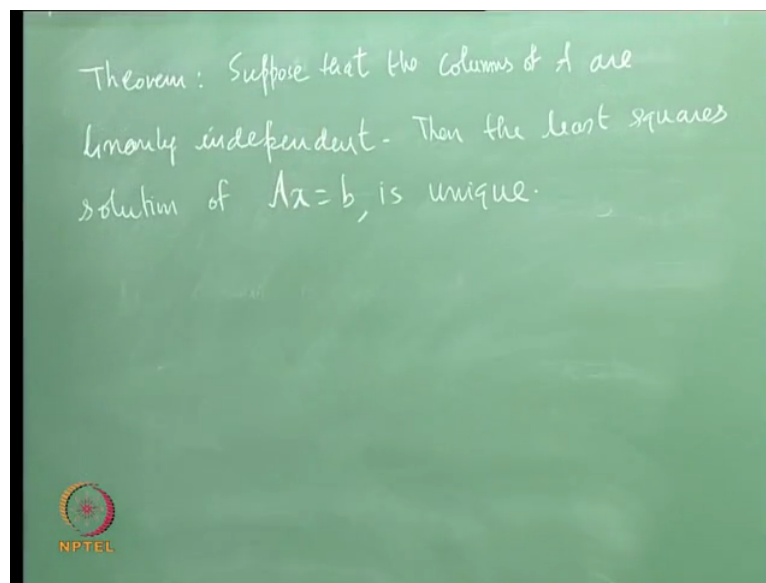 Theorem: Suppose that the columns of A are
linearly independent. Then the least squares
solution of Ax = b, is unique.
NPTEL